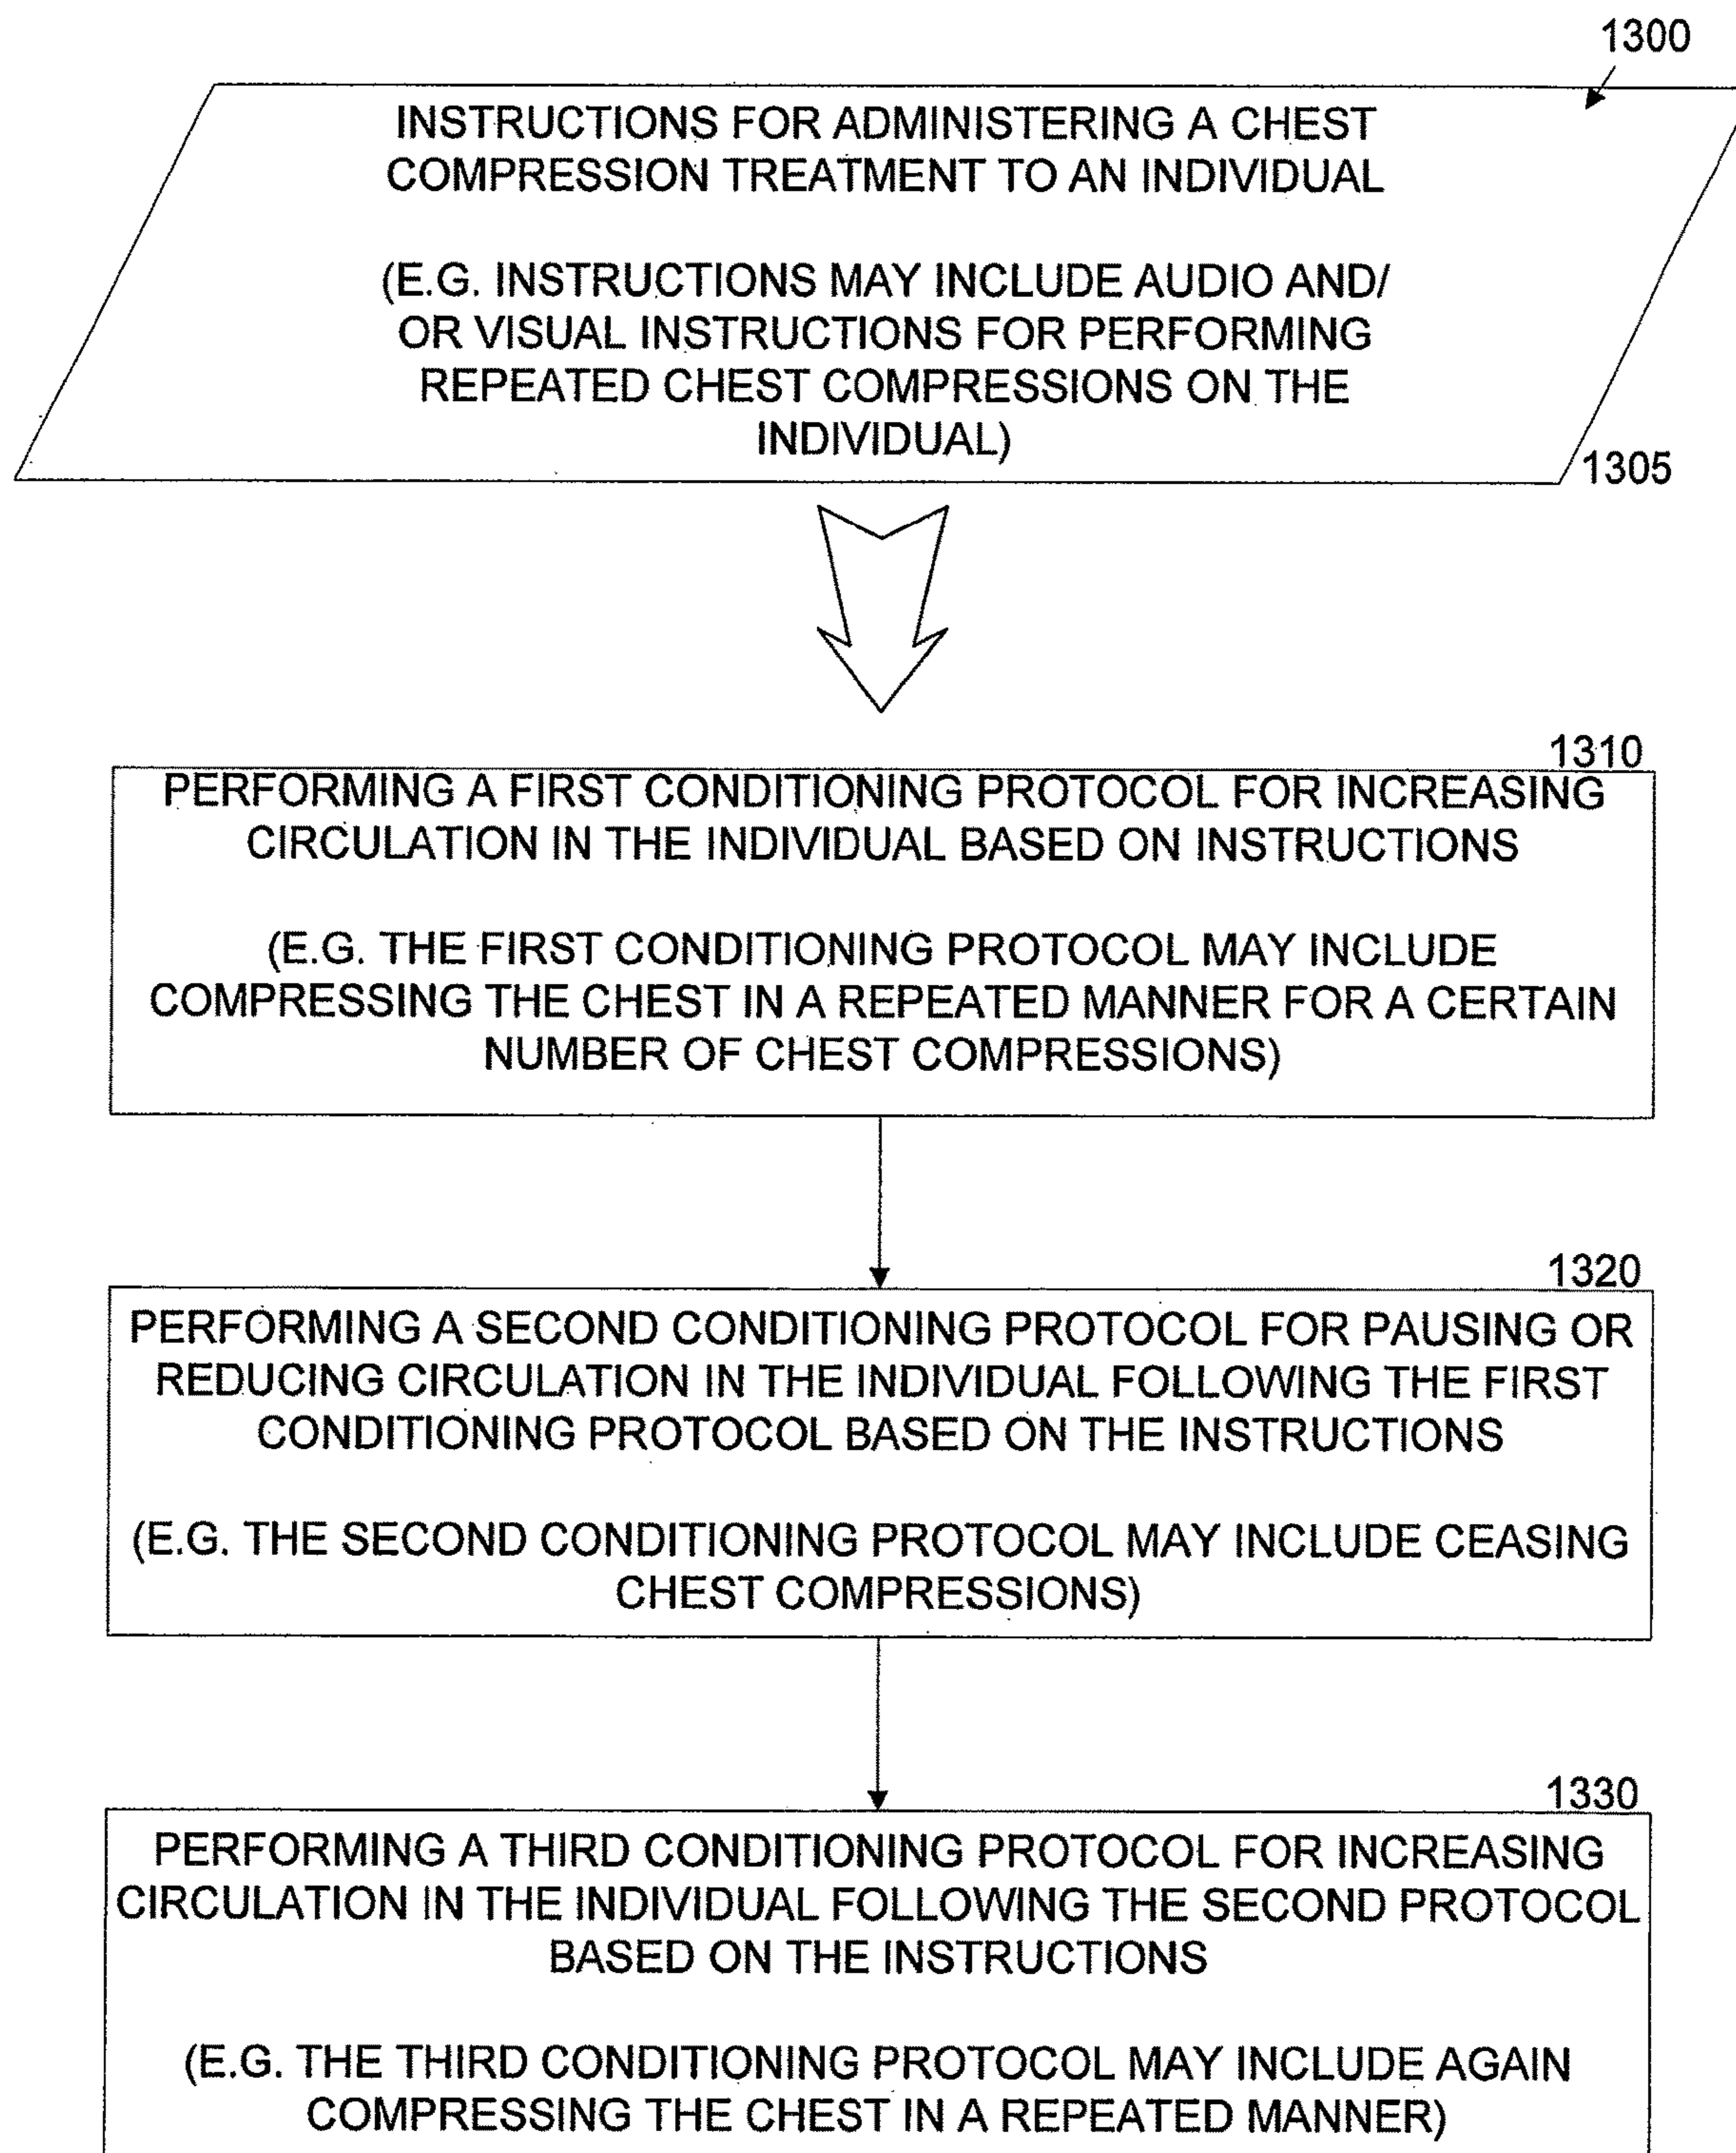 1300
INSTRUCTIONS FOR ADMINISTERING A CHEST
COMPRESSION TREATMENT TO AN INDIVIDUAL
(E.G. INSTRUCTIONS MAY INCLUDE AUDIO AND/
OR VISUAL INSTRUCTIONS FOR PERFORMING
REPEATED CHEST COMPRESSIONS ON THE
INDIVIDUAL)
1305
1310
PERFORMING A FIRST CONDITIONING PROTOCOL FOR INCREASING
CIRCULATION IN THE INDIVIDUAL BASED ON INSTRUCTIONS
(E.G. THE FIRST CONDITIONING PROTOCOL MAY INCLUDE
COMPRESSING THE CHEST IN A REPEATED MANNER FOR A CERTAIN
NUMBER OF CHEST COMPRESSIONS)
1320
PERFORMING A SECOND CONDITIONING PROTOCOL FOR PAUSING OR
REDUCING CIRCULATION IN THE INDIVIDUAL FOLLOWING THE FIRST
CONDITIONING PROTOCOL BASED ON THE INSTRUCTIONS
(E.G. THE SECOND CONDITIONING PROTOCOL MAY INCLUDE CEASING
CHEST COMPRESSIONS)
1330
PERFORMING A THIRD CONDITIONING PROTOCOL FOR INCREASING
CIRCULATION IN THE INDIVIDUAL FOLLOWING THE SECOND PROTOCOL
BASED ON THE INSTRUCTIONS
(E.G. THE THIRD CONDITIONING PROTOCOL MAY INCLUDE AGAIN
COMPRESSING THE CHEST IN A REPEATED MANNER)